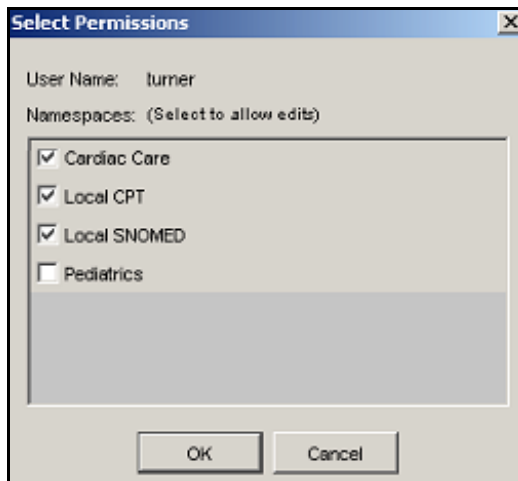 Select Permissions
User Name: turner
Namespaces: (Select to allow edits)
Cardiac Care
Local CPT
Local SNOMED
Pediatrics
OK Cancel